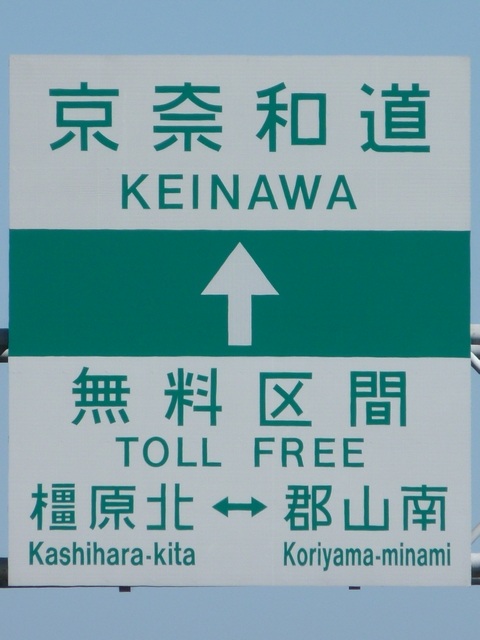 京奈和道
KEINAWA
無料区間
TOLL FREE
橿原北 ↔ 郡山南
Kashihara-kita Koriyama-minami